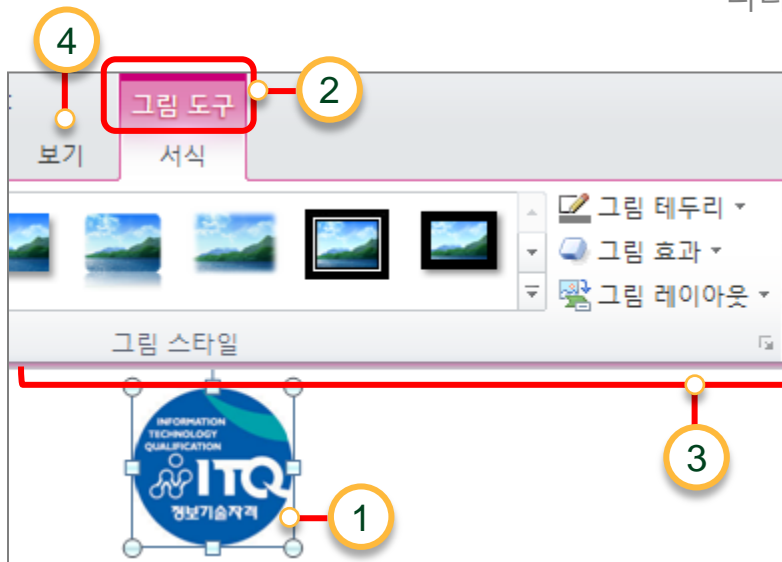 4
2
그림 도구
보기
서식
그림 테두리
그림 효과
그림 레이아웃
그림 스타일
3
INFORMATION
TECHNOLOGY
QUALIFICATION
ITQ
정보기술자격
1